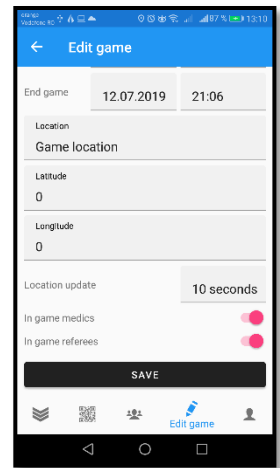 orange
Vodafone RO 87 % 13:10
Edit game
End game 12.07.2019 21:06
Location
Game location
Latitude
0
Longitude
0
Location update 10 seconds
In game medics
In game referees
SAVE
Edit game